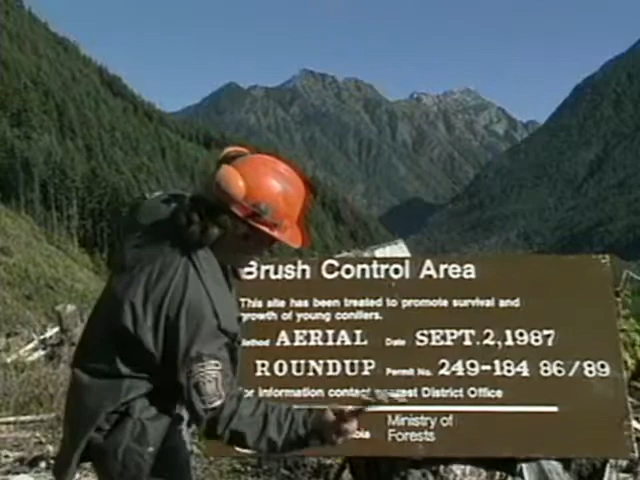 Brush Control Area
This site has been treated to promote survival and
growth of young conifers.
AERIAL Date SEPT.2,1987
ROUNDUP Permit No. 249-184 86/89
For information contact nearest District Office
Ministry of
Forests